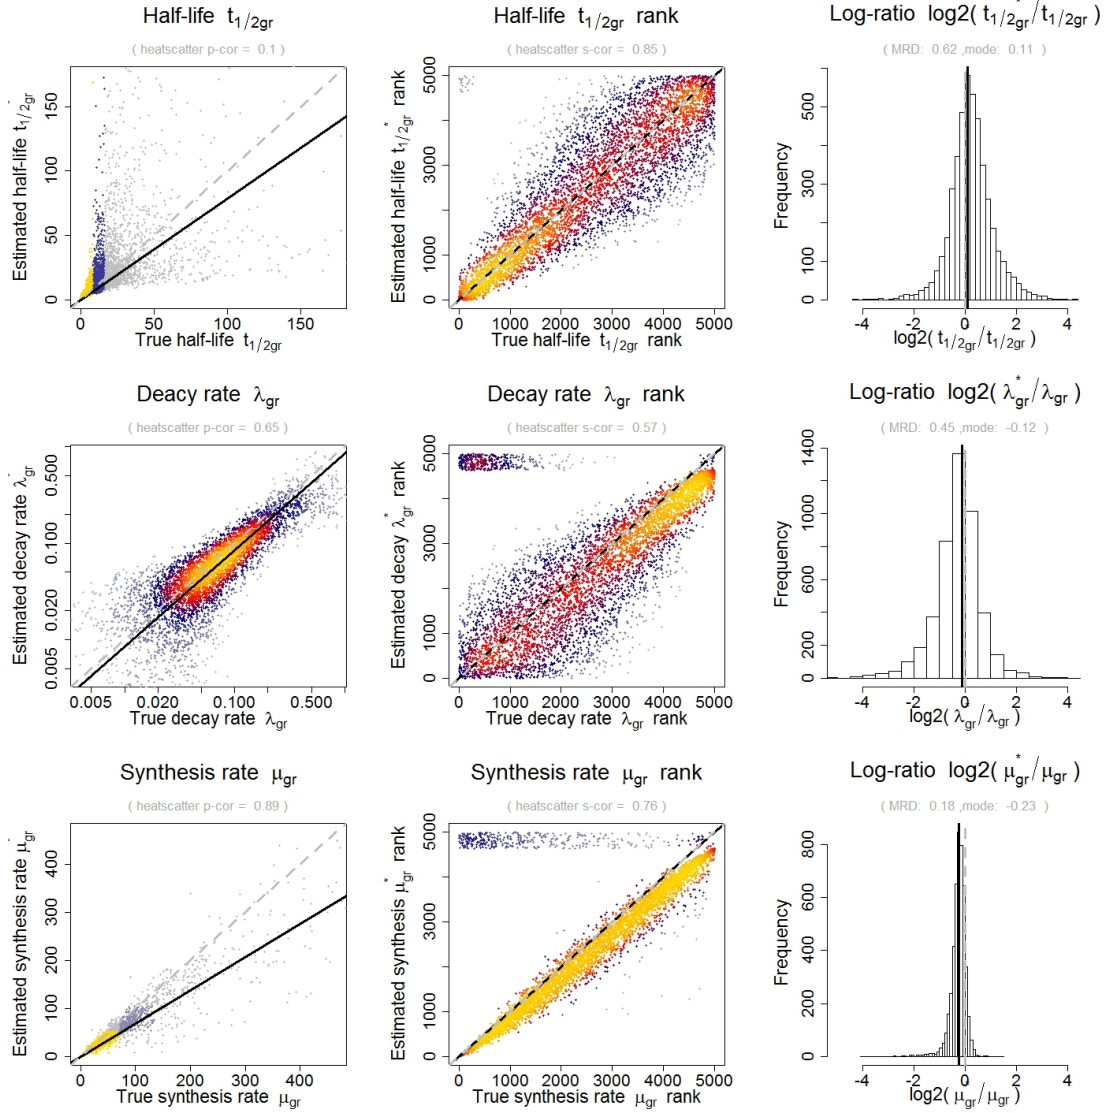 Half-life t1/2gr
( heatscatter p-cor = 0.1 )
Estimated half-life t*1/2gr
0 50 100 150
0 50 100 150
True half-life t1/2gr
Half-life t1/2gr rank
( heatscatter s-cor = 0.85 )
Estimated half-life t*1/2gr rank
0 1000 3000 5000
0 1000 2000 3000 4000 5000
True half-life t1/2gr rank
Log-ratio log2( t*1/2gr/t1/2gr )
( MRD: 0.62 ,mode: 0.11 )
Frequency
0 100 300 500
-4 -2 0 2 4
log2( t1/2gr/t1/2gr )
Deacy rate λgr
( heatscatter p-cor = 0.65 )
Estimated decay rate λ*gr
0.005 0.020 0.100 0.500
0.005 0.020 0.100 0.500
True decay rate λgr
Decay rate λgr rank
( heatscatter s-cor = 0.57 )
Estimated decay λ*gr rank
0 1000 3000 5000
0 1000 2000 3000 4000 5000
True decay rate λgr rank
Log-ratio log2( λ*gr/λgr )
( MRD: 0.45 ,mode: -0.12 )
Frequency
0 200 600 1000 1400
-4 -2 0 2 4
log2( λgr/λgr )
Synthesis rate μgr
( heatscatter p-cor = 0.89 )
Estimated synthesis rate μ*gr
0 100 200 300 400
0 100 200 300 400
True synthesis rate μgr
Synthesis rate μgr rank
( heatscatter s-cor = 0.76 )
Estimated synthesis μ*gr rank
0 1000 3000 5000
0 1000 2000 3000 4000 5000
True synthesis rate μgr rank
Log-ratio log2( μ*gr/μgr )
( MRD: 0.18 ,mode: -0.23 )
Frequency
0 200 400 600 800
-4 -2 0 2 4
log2( μgr/μgr )